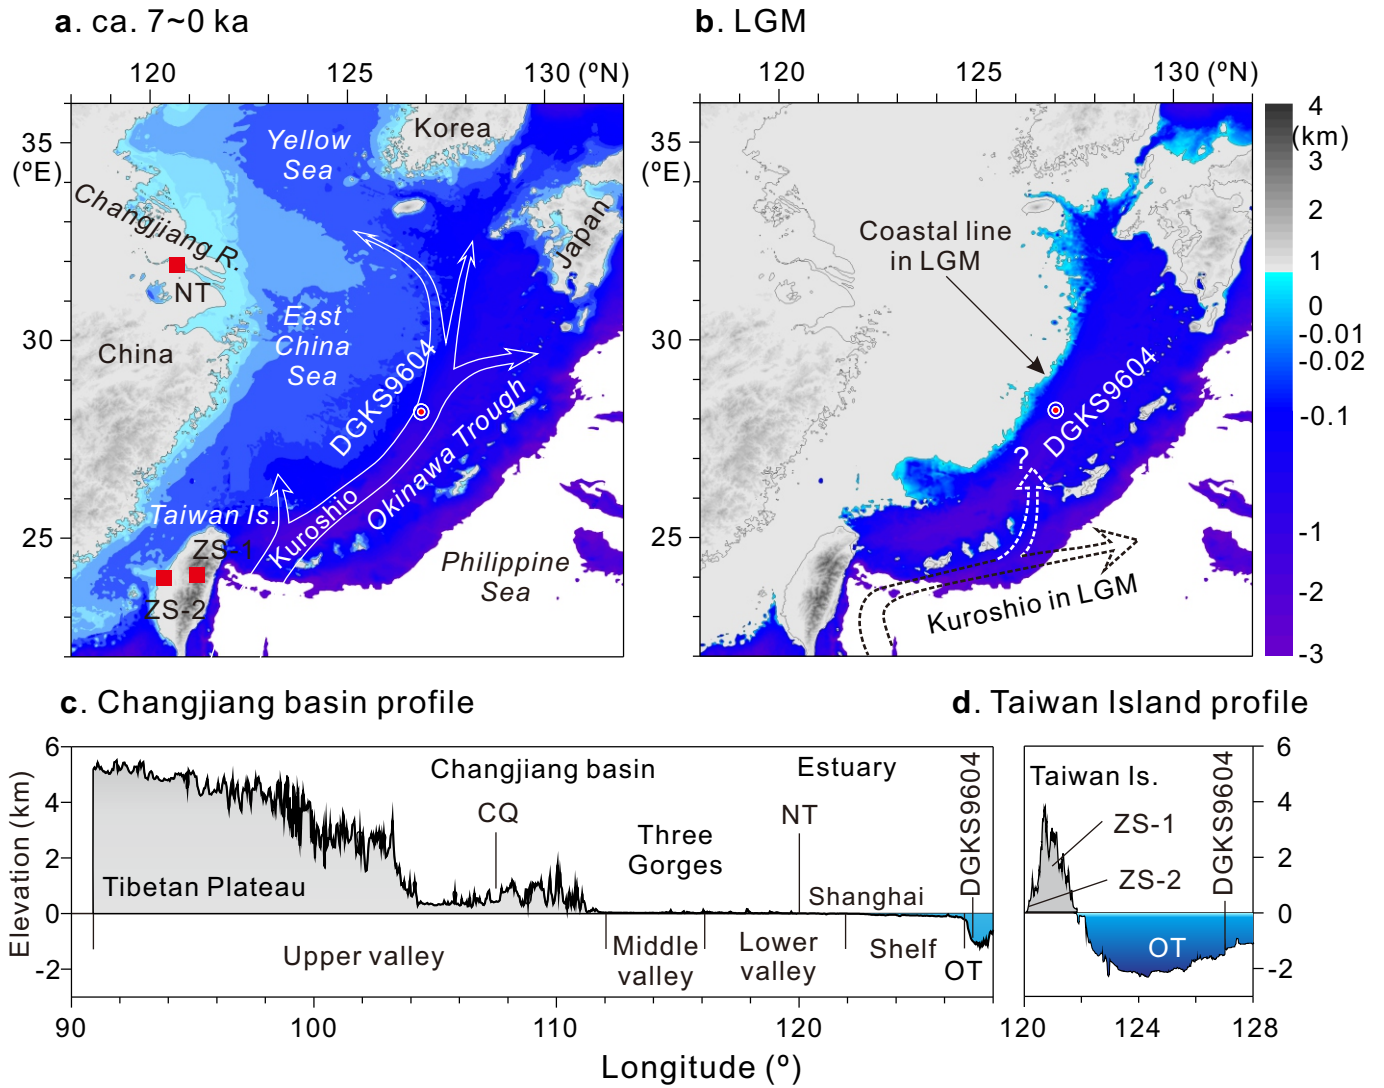 a. ca. 7~0 ka
120 125 130 (ºN)
35
(ºE)
30
25
Yellow
Sea
Korea
Changjiang R.
NT
Japan
East
China
Sea
China
DGKS9604
Okinawa Trough
Kuroshio
Taiwan Is.
ZS-1
ZS-2
Philippine
Sea
b. LGM
120 125 130 (ºN)
35
(ºE)
30
25
Coastal line
in LGM
DGKS9604
?
Kuroshio in LGM
4
(km)
3
2
1
0
-0.01
-0.02
-0.1
-1
-2
-3
c. Changjiang basin profile
Elevation (km)
6
4
2
0
-2
Changjiang basin
Estuary
CQ
NT
Three
Gorges
DGKS9604
Tibetan Plateau
Shanghai
Upper valley
Middle
valley
Lower
valley
Shelf
OT
90 100 110 120
Longitude (º)
d. Taiwan Island profile
Taiwan Is.
ZS-1
ZS-2
DGKS9604
OT
6
4
2
0
-2
120 124 128